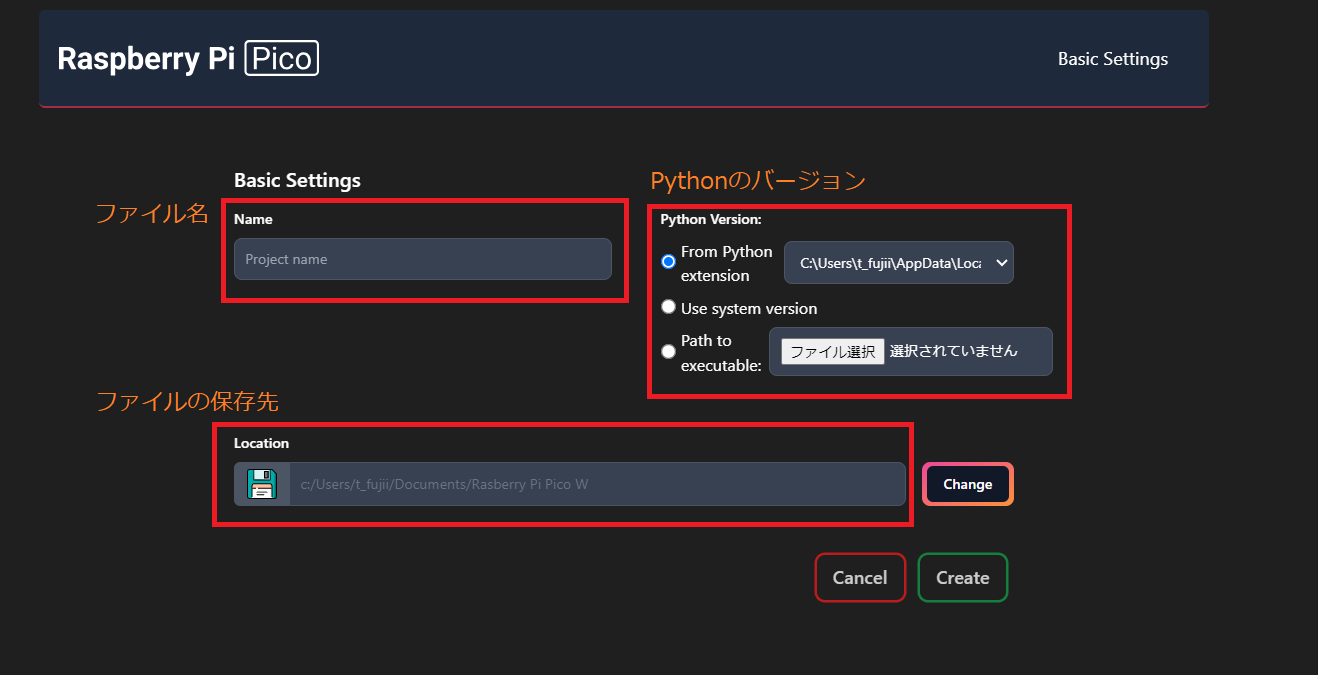 Raspberry Pi Pico
Basic Settings
Basic Settings
Pythonのバージョン
ファイル名
Name
Project name
Python Version:
From Python
extension
C:\Users\t_fujii\AppData\Loca
Use system version
Path to
executable:
ファイル選択 選択されていません
ファイルの保存先
Location
c:/Users/t_fujii/Documents/Rasberry Pi Pico W
Change
Cancel
Create